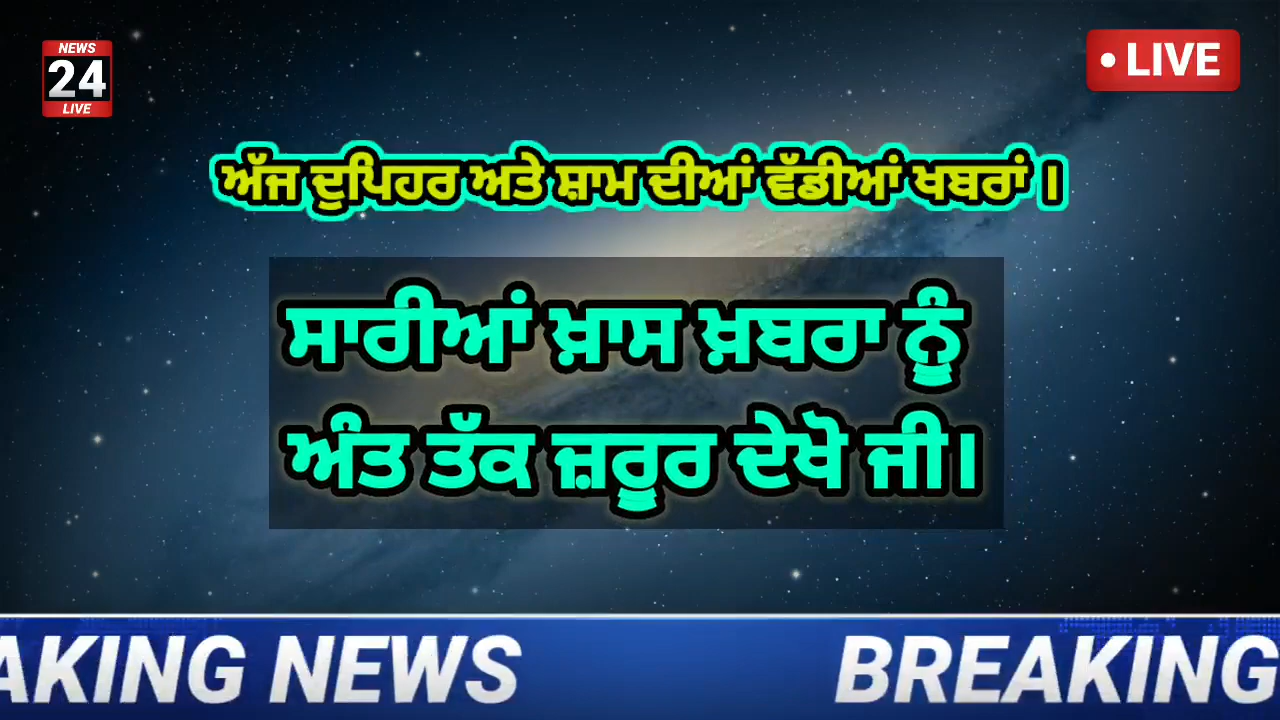 NEWS
24
LIVE
LIVE
ਅੱਜ ਦੁਪਿਹਰ ਅਤੇ ਸ਼ਾਮ ਦੀਆਂ ਵੱਡੀਆਂ ਖਬਰਾਂ ।
ਸਾਰੀਆਂ ਖ਼ਾਸ ਖ਼ਬਰਾ ਨੂੰ
ਅੰਤ ਤੱਕ ਜ਼ਰੂਰ ਦੇਖੋ ਜੀ।
AKING NEWS BREAKING